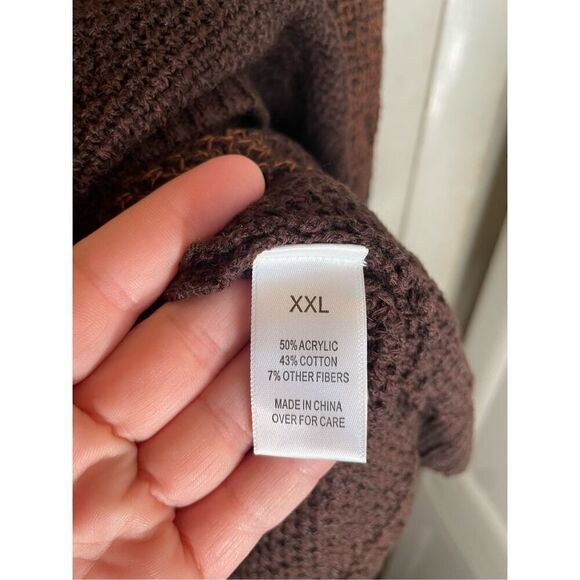 XXL
50% ACRYLIC
43% COTTON
7% OTHER FIBERS
MADE IN CHINA
OVER FOR CARE